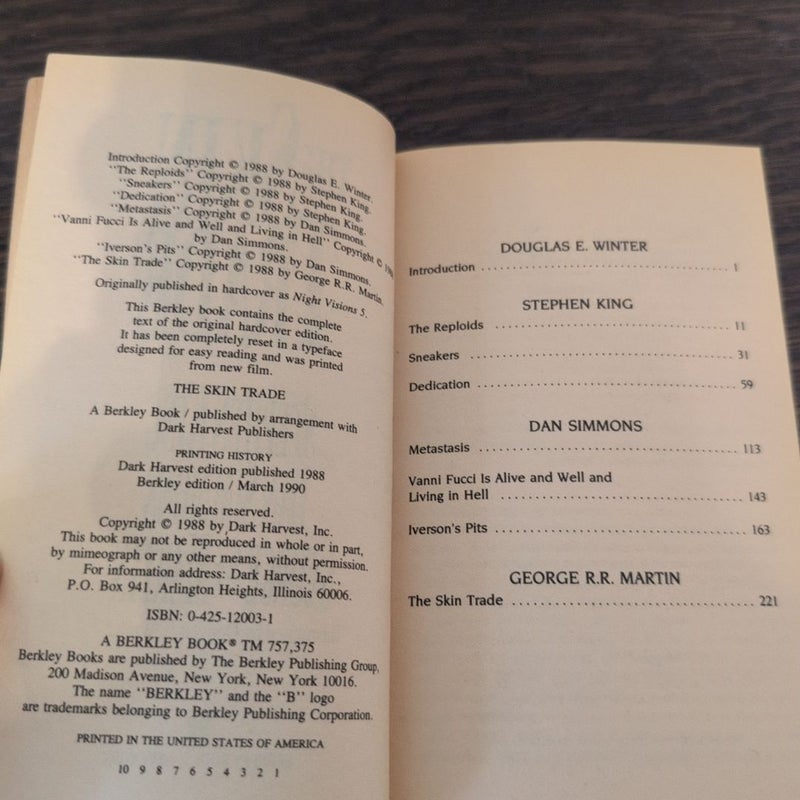 Introduction Copyright © 1988 by Douglas E. Winter.
"The Reploids" Copyright © 1988 by Stephen King.
"Sneakers" Copyright © 1988 by Stephen King.
"Dedication" Copyright © 1988 by Stephen King.
"Metastasis" Copyright © 1988 by Dan Simmons.
"Vanni Fucci Is Alive and Well and Living in Hell" Copyright ©
by Dan Simmons.
"Iverson's Pits" Copyright © 1988 by Dan Simmons.
"The Skin Trade" Copyright © 1988 by George R.R. Martin.
Originally published in hardcover as Night Visions 5.
This Berkley book contains the complete
text of the original hardcover edition.
It has been completely reset in a typeface
designed for easy reading and was printed
from new film.
THE SKIN TRADE
A Berkley Book / published by arrangement with
Dark Harvest Publishers
PRINTING HISTORY
Dark Harvest edition published 1988
Berkley edition / March 1990
All rights reserved.
Copyright © 1988 by Dark Harvest, Inc.
This book may not be reproduced in whole or in part,
by mimeograph or any other means, without permission.
For information address: Dark Harvest, Inc.,
P.O. Box 941, Arlington Heights, Illinois 60006.
ISBN: 0-425-12003-1
A BERKLEY BOOK® TM 757,375
Berkley Books are published by The Berkley Publishing Group,
200 Madison Avenue, New York, New York 10016.
The name "BERKLEY" and the "B" logo
are trademarks belonging to Berkley Publishing Corporation.
PRINTED IN THE UNITED STATES OF AMERICA
10 9 8 7 6 5 4 3 2 1
DOUGLAS E. WINTER
Introduction 1
STEPHEN KING
The Reploids 11
Sneakers 31
Dedication 59
DAN SIMMONS
Metastasis 113
Vanni Fucci Is Alive and Well and
Living in Hell 143
Iverson's Pits 163
GEORGE R.R. MARTIN
The Skin Trade 221